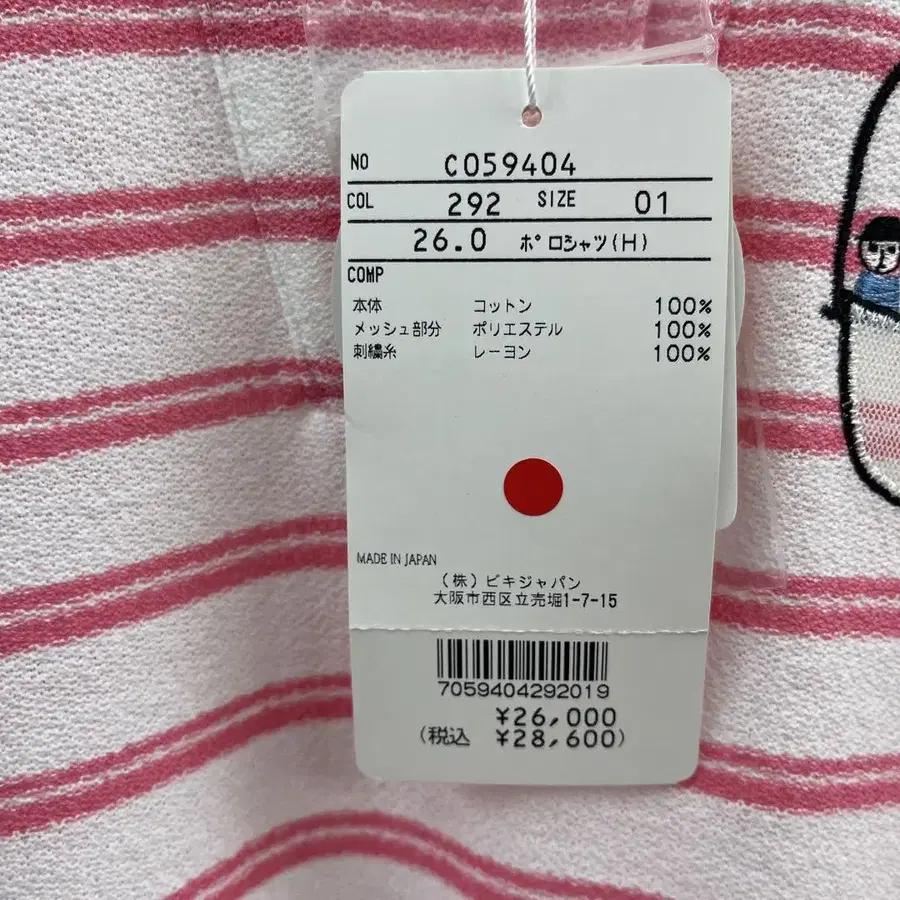 NO C059404
COL 292 SIZE 01
26.0 ポロシャツ(H)
COMP
本体 コットン 100%
メッシュ部分 ポリエステル 100%
刺繍糸 レーヨン 100%
MADE IN JAPAN
(株)ビキジャパン
大阪市西区立売堀1-7-15
7059404292019
¥26,000
(税込 ¥28,600)